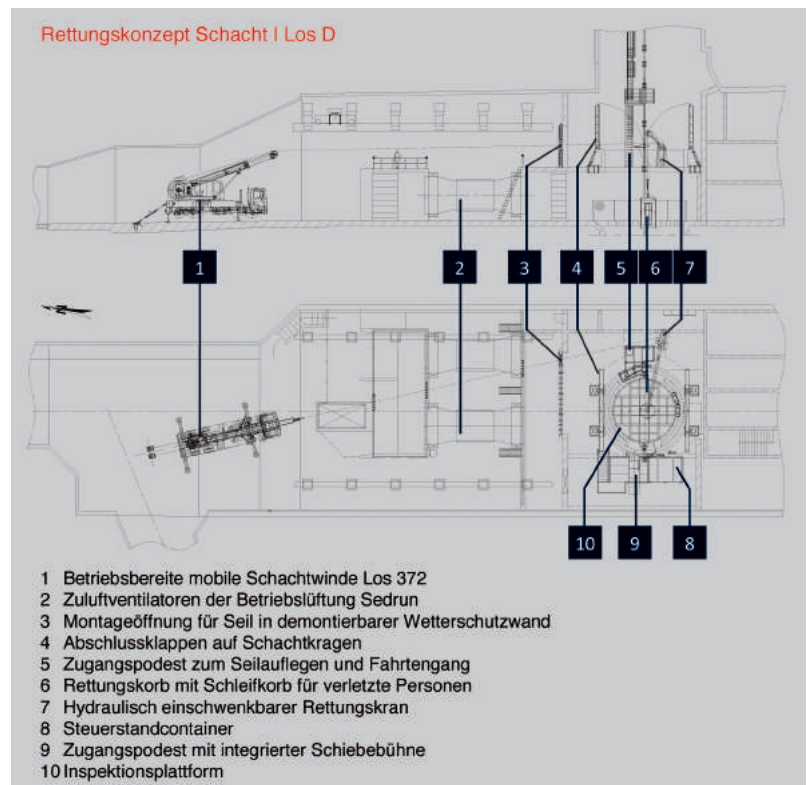 Rettungskonzept Schacht I Los D
1
2
3
4
5
6
7
10
9
8
1 Betriebsbereite mobile Schachtwinde Los 372
2 Zuluftventilatoren der Betriebslüftung Sedrun
3 Montageöffnung für Seil in demontierbarer Wetterschutzwand
4 Abschlussklappen auf Schachtkragen
5 Zugangspodest zum Seilauflegen und Fahrtengang
6 Rettungskorb mit Schleifkorb für verletzte Personen
7 Hydraulisch einschwenkbarer Rettungskran
8 Steuerstandcontainer
9 Zugangspodest mit integrierter Schiebebühne
10 Inspektionsplattform